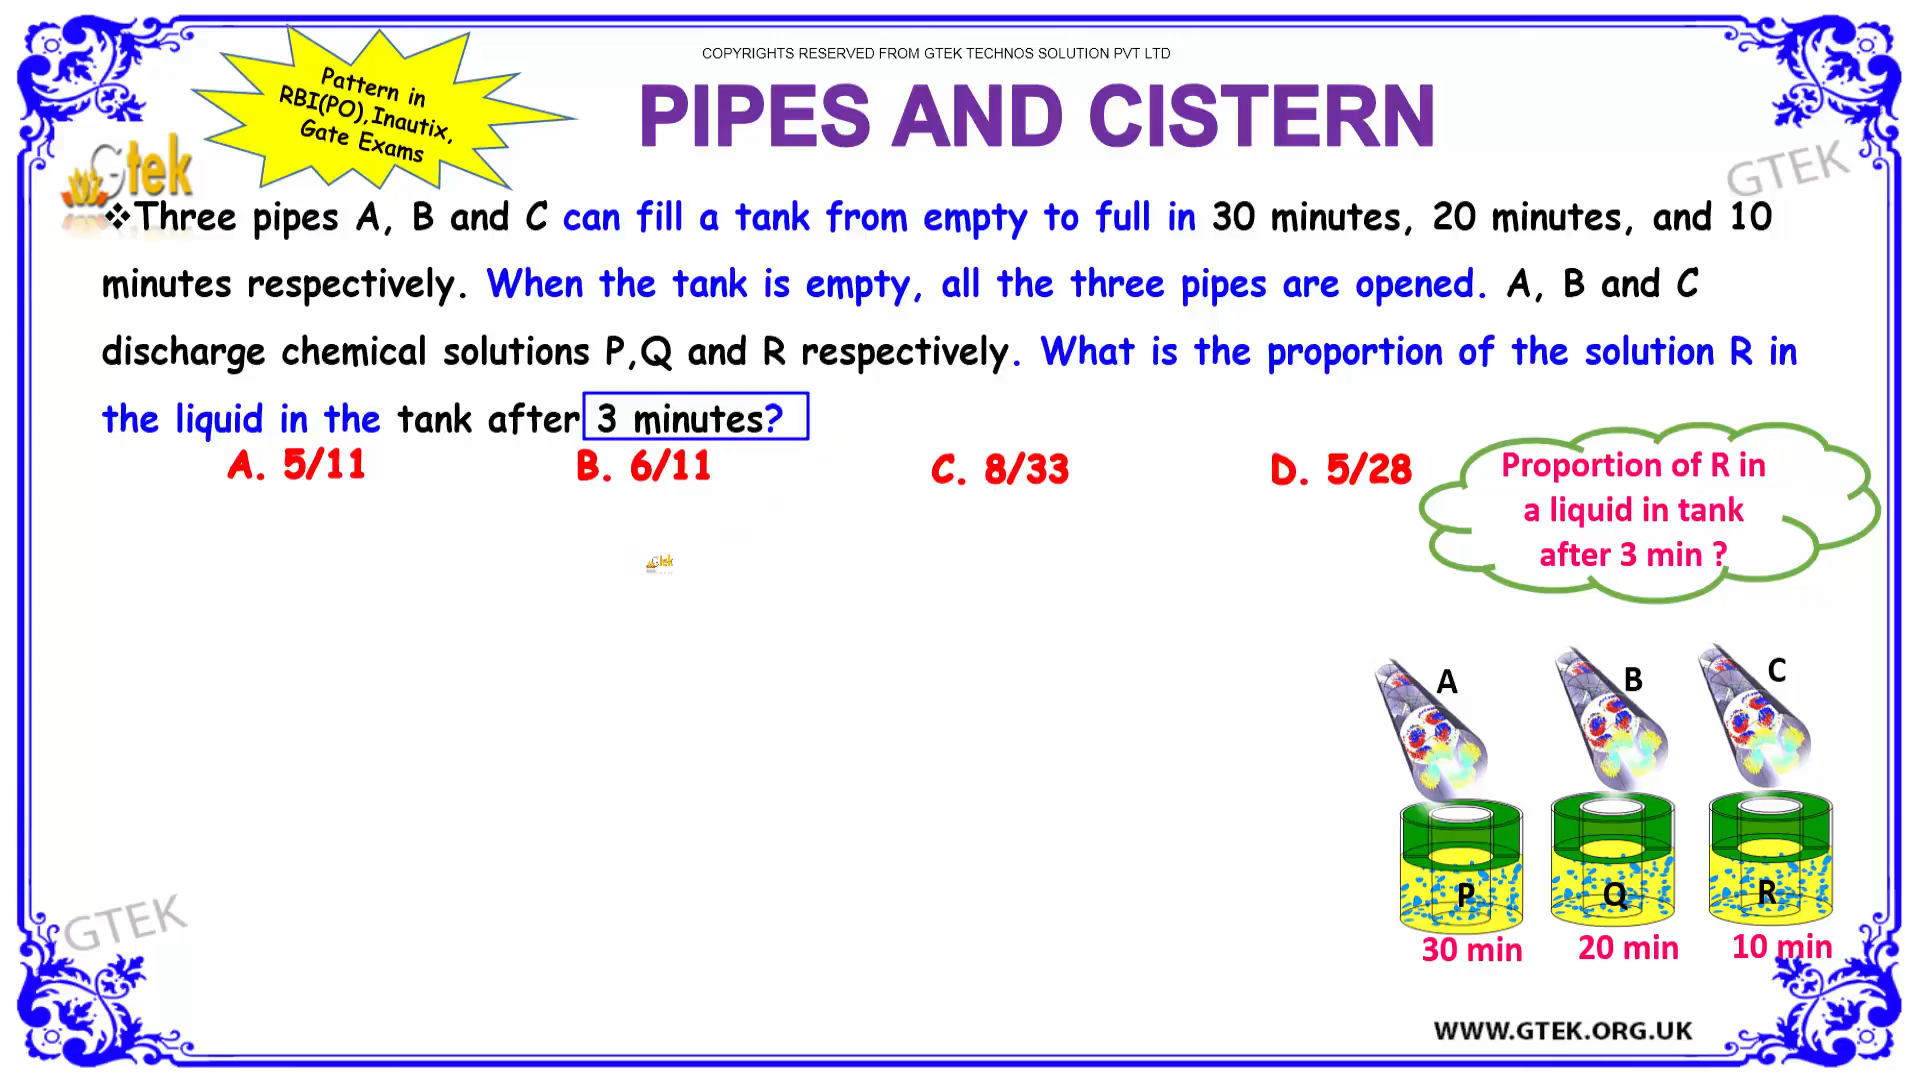 COPYRIGHTS RESERVED FROM GTEK TECHNOS SOLUTION PVT LTD
Pattern in
RBI(PO),Inautix,
Gate Exams
PIPES AND CISTERN
Gtek
GTEK
❖Three pipes A, B and C can fill a tank from empty to full in 30 minutes, 20 minutes, and 10
minutes respectively. When the tank is empty, all the three pipes are opened. A, B and C
discharge chemical solutions P,Q and R respectively. What is the proportion of the solution R in
the liquid in the tank after 3 minutes?
A. 5/11 B. 6/11 C. 8/33 D. 5/28
Proportion of R in
a liquid in tank
after 3 min ?
Gtek
A B C
P Q R
30 min 20 min 10 min
GTEK
WWW.GTEK.ORG.UK